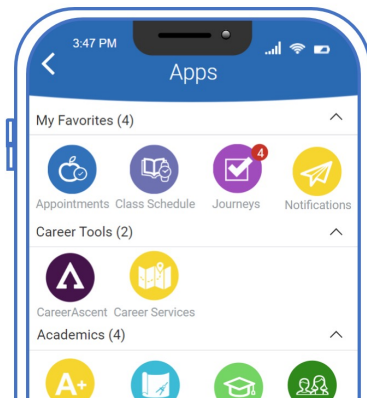 3:47 PM
Apps
My Favorites (4)
4
Appointments Class Schedule Journeys Notifications
Career Tools (2)
CareerAscent Career Services
Academics (4)
A+